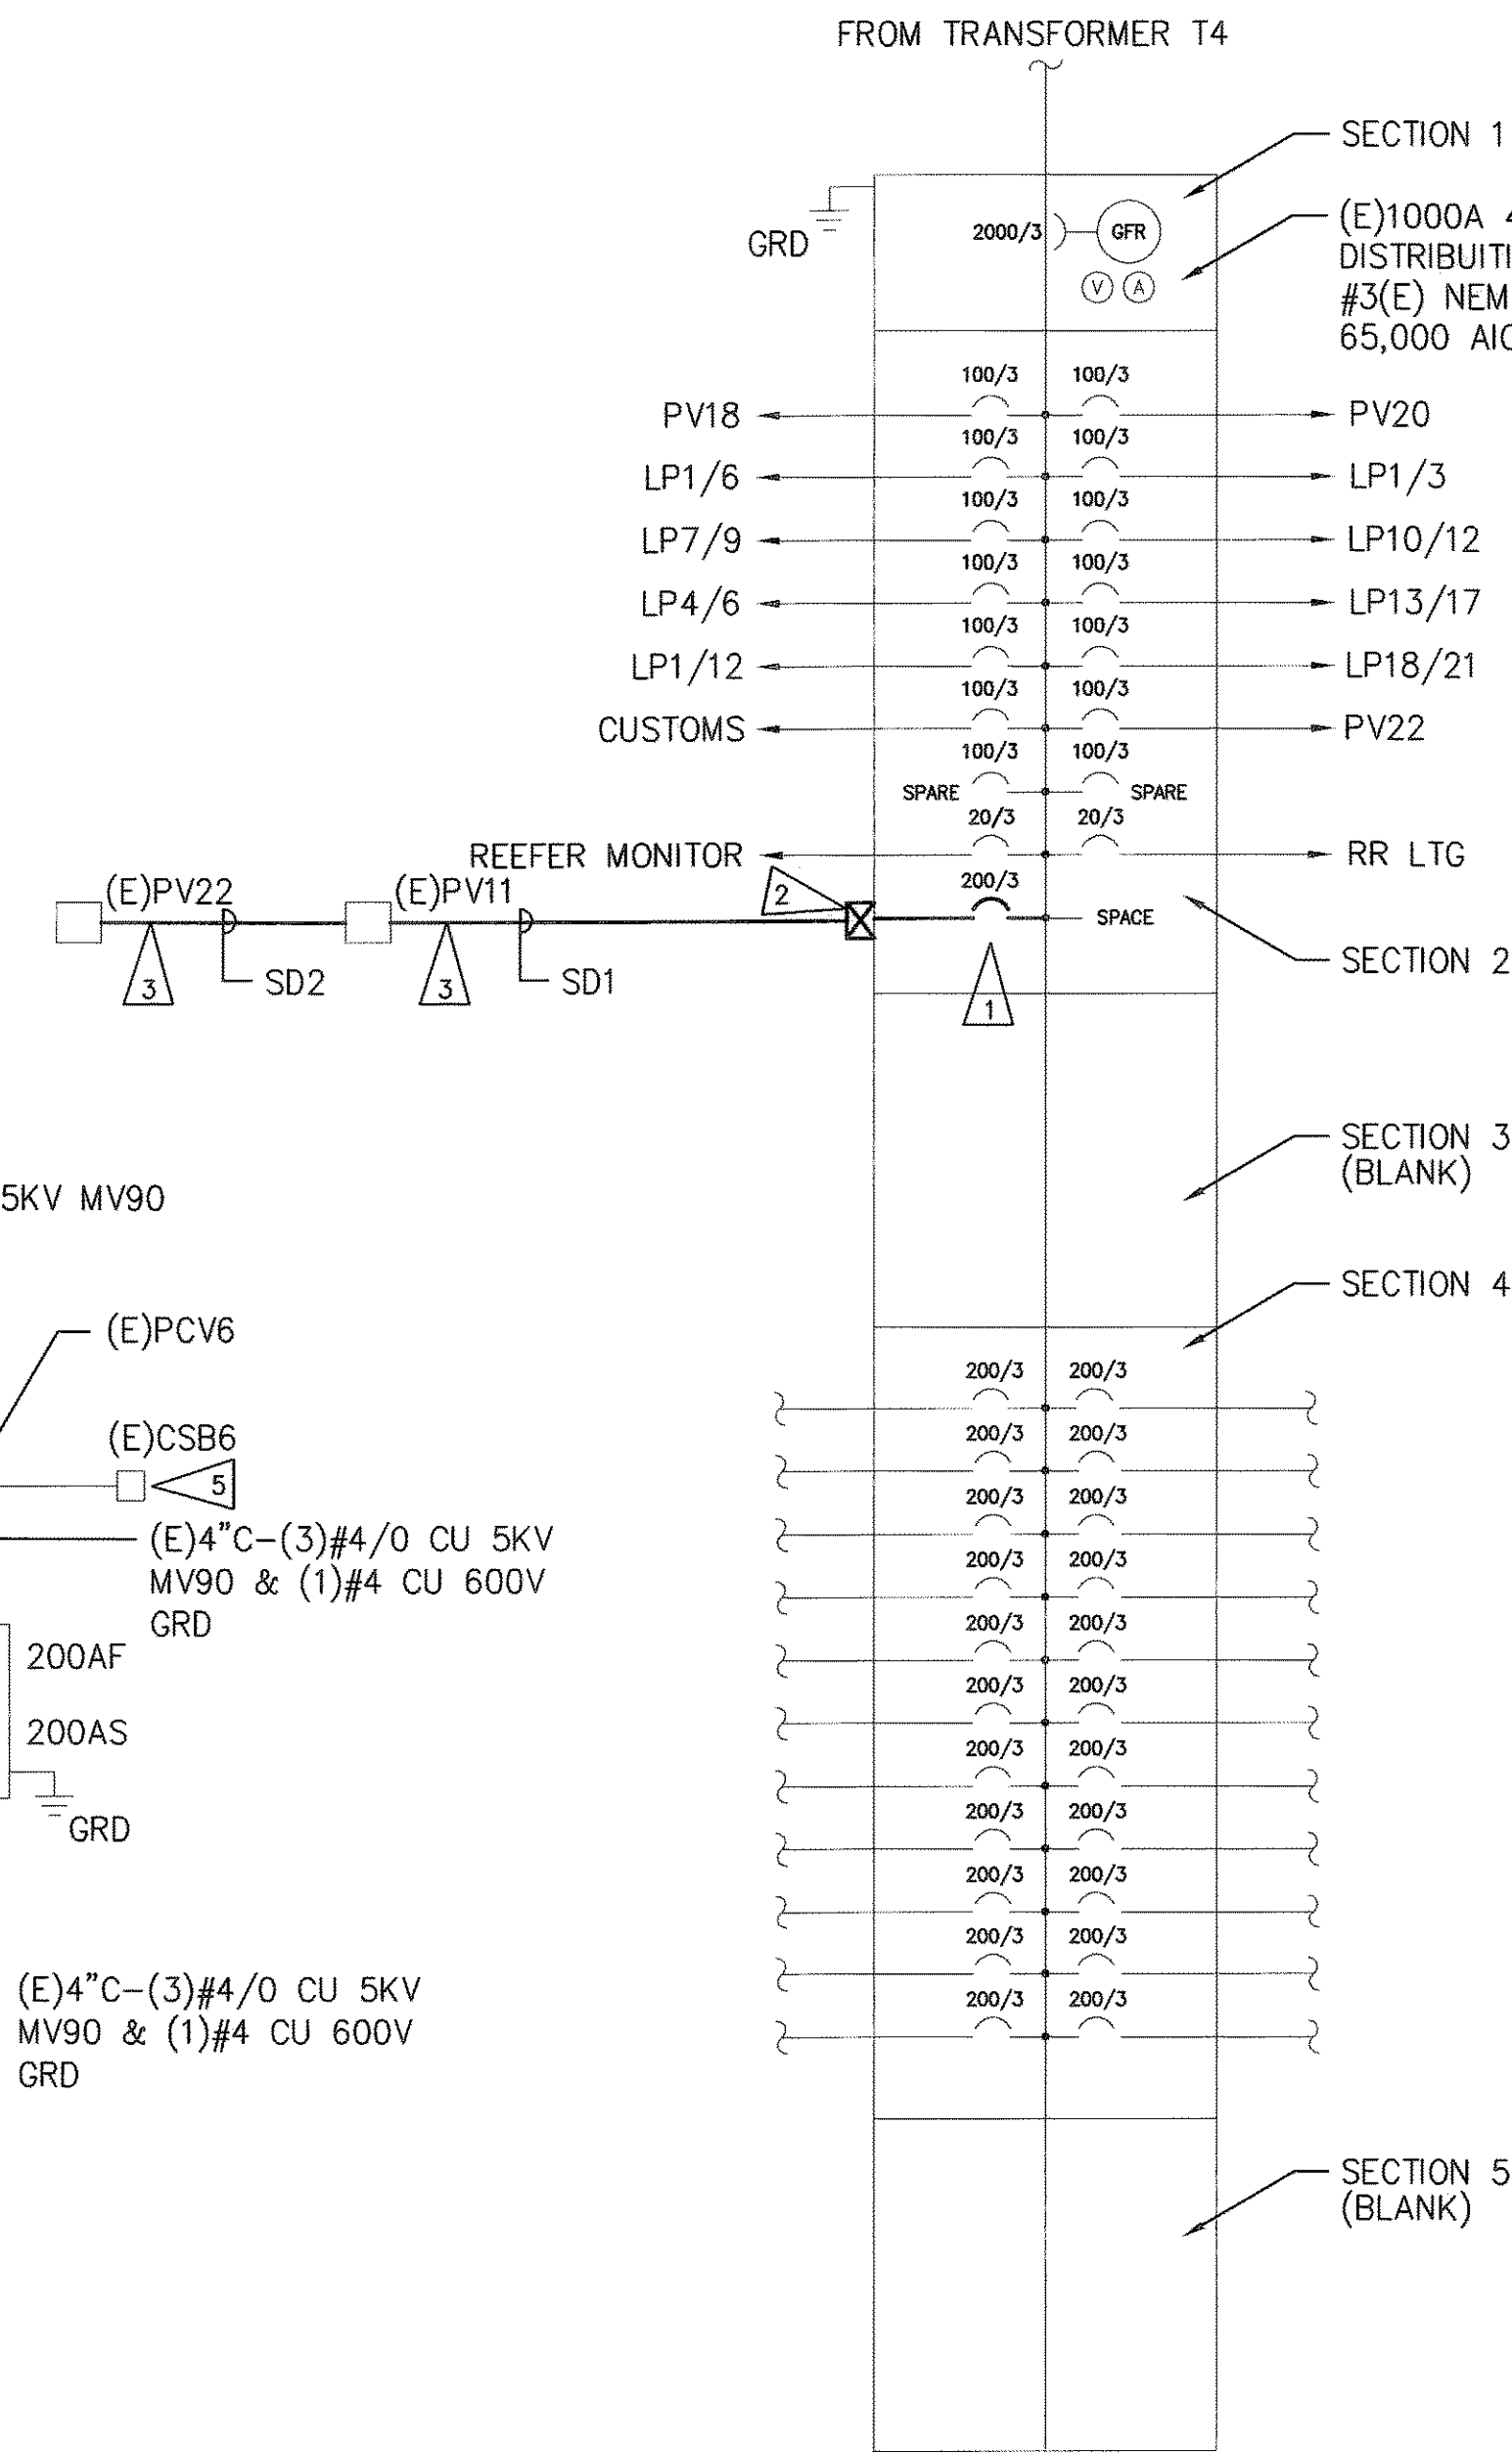 FROM TRANSFORMER T4
SECTION 1
GRD
2000/3 GFR
V A
(E)1000A
DISTRIBUITI
#3(E) NEM
65,000 AIC
100/3 100/3
PV18 PV20
100/3 100/3
LP1/6 LP1/3
100/3 100/3
LP7/9 LP10/12
100/3 100/3
LP4/6 LP13/17
100/3 100/3
LP1/12 LP18/21
100/3 100/3
CUSTOMS PV22
100/3 100/3
SPARE SPARE
20/3 20/3
REEFER MONITOR RR LTG
(E)PV22 (E)PV11 2 200/3
SPACE
SECTION 2
3 SD2 3 SD1 1
SECTION 3
(BLANK)
5KV MV90
SECTION 4
(E)PCV6
200/3 200/3
(E)CSB6
200/3 200/3
5
200/3 200/3
(E)4"C-(3)#4/0 CU 5KV
MV90 & (1)#4 CU 600V
GRD
200/3 200/3
200/3 200/3
200AF
200/3 200/3
200AS
200/3 200/3
GRD
200/3 200/3
200/3 200/3
200/3 200/3
(E)4"C-(3)#4/0 CU 5KV
MV90 & (1)#4 CU 600V
GRD
200/3 200/3
SECTION 5
(BLANK)